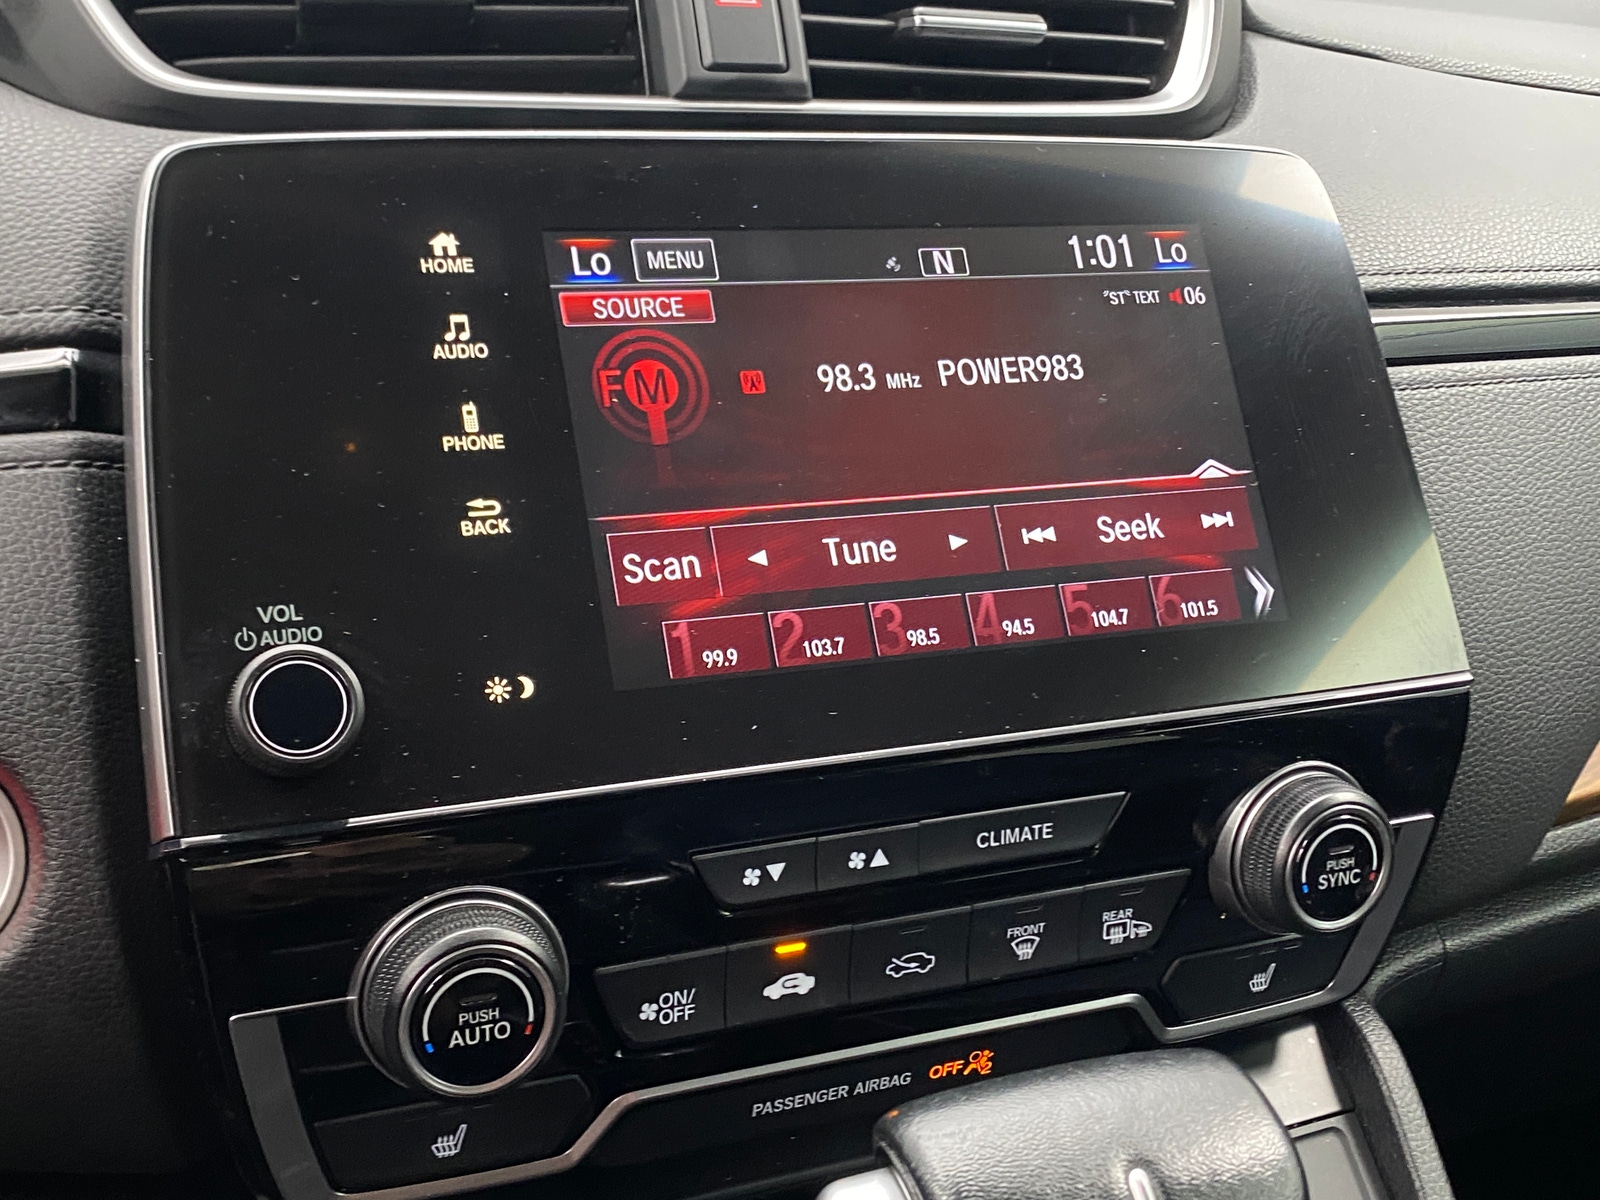 HOME
AUDIO
PHONE
BACK
VOL
AUDIO
Lo MENU N 1:01 Lo
SOURCE "ST" TEXT 06
FM 98.3 MHz POWER983
Scan Tune Seek
1 99.9 2 103.7 3 98.5 4 94.5 5 104.7 6 101.5
CLIMATE
PUSH
SYNC
PUSH
AUTO
ON/
OFF
FRONT
REAR
PASSENGER AIRBAG OFF 2